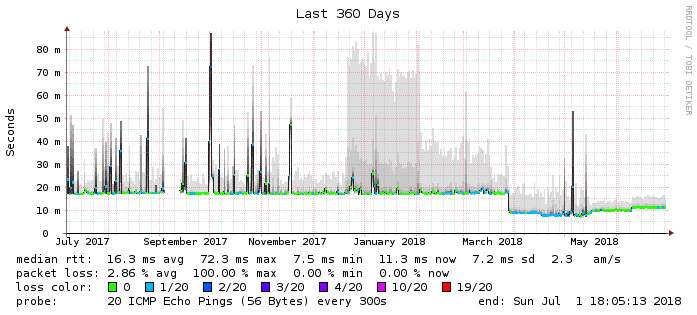 Last 360 Days
RRDTOOL / TOBI OETIKER
Seconds
80 m
70 m
60 m
50 m
40 m
30 m
20 m
10 m
0
July 2017 September 2017 November 2017 January 2018 March 2018 May 2018
median rtt: 16.3 ms avg 72.3 ms max 7.5 ms min 11.3 ms now 7.2 ms sd 2.3 am/s
packet loss: 2.86 % avg 100.00 % max 0.00 % min 0.00 % now
loss color: 0 1/20 2/20 3/20 4/20 10/20 19/20
probe: 20 ICMP Echo Pings (56 Bytes) every 300s end: Sun Jul 1 18:05:13 2018